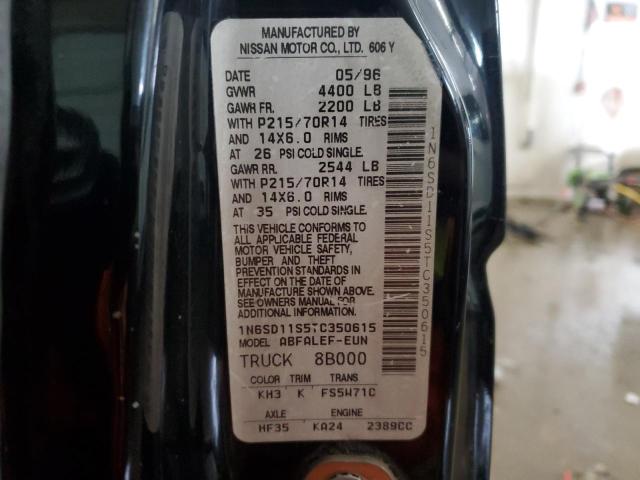 MANUFACTURED BY
NISSAN MOTOR CO., LTD. 606Y
DATE 05/96
GVWR 4400 LB
GAWR FR. 2200 LB
WITH P215/70R14 TIRES
AND 14X6.0 RIMS
AT 26 PSI COLD SINGLE.
GAWR RR. 2544 LB
WITH P215/70R14 TIRES
AND 14X6.0 RIMS
AT 35 PSI COLD SINGLE.
THIS VEHICLE CONFORMS TO
ALL APPLICABLE FEDERAL
MOTOR VEHICLE SAFETY,
BUMPER AND THEFT
PREVENTION STANDARDS IN
EFFECT ON THE DATE OF
MANUFACTURE SHOWN ABOVE.
SEE OWNERS MANUAL FOR
ADDITIONAL INFORMATION.
1N6SD11S5TC350615
MODEL ABFALEF-EUN
TRUCK 8B000
COLOR TRIM TRANS
KH3 K FS5W71C
AXLE ENGINE
HF35 KA24 2389CC
1N6SD11S5TC350615